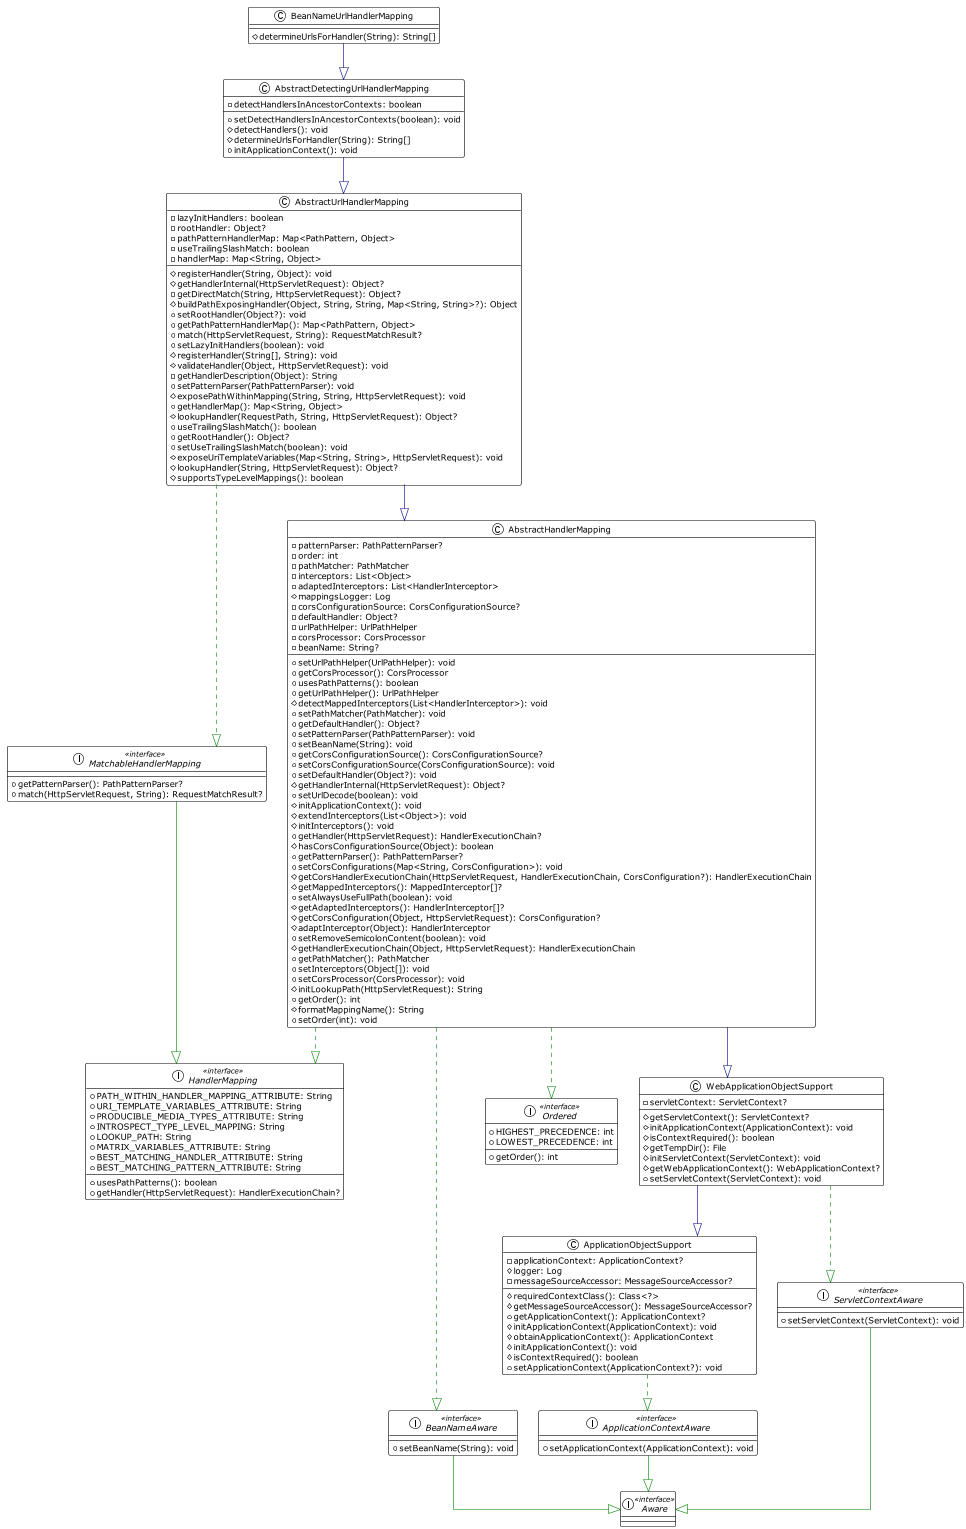 C BeanNameUrlHandlerMapping
determineUrlsForHandler(String): String[]
C AbstractDetectingUrlHandlerMapping
detectHandlersInAncestorContexts: boolean
setDetectHandlersInAncestorContexts(boolean): void
detectHandlers(): void
determineUrlsForHandler(String): String[]
initApplicationContext(): void
C AbstractUrlHandlerMapping
lazyInitHandlers: boolean
rootHandler: Object?
pathPatternHandlerMap: Map<PathPattern, Object>
useTrailingSlashMatch: boolean
handlerMap: Map<String, Object>
registerHandler(String, Object): void
getHandlerInternal(HttpServletRequest): Object?
getDirectMatch(String, HttpServletRequest): Object?
buildPathExposingHandler(Object, String, String, Map<String, String>?): Object
setRootHandler(Object?): void
getPathPatternHandlerMap(): Map<PathPattern, Object>
match(HttpServletRequest, String): RequestMatchResult?
setLazyInitHandlers(boolean): void
registerHandler(String[], String): void
validateHandler(Object, HttpServletRequest): void
getHandlerDescription(Object): String
setPatternParser(PathPatternParser): void
exposePathWithinMapping(String, String, HttpServletRequest): void
getHandlerMap(): Map<String, Object>
lookupHandler(RequestPath, String, HttpServletRequest): Object?
useTrailingSlashMatch(): boolean
getRootHandler(): Object?
setUseTrailingSlashMatch(boolean): void
exposeUriTemplateVariables(Map<String, String>, HttpServletRequest): void
lookupHandler(String, HttpServletRequest): Object?
supportsTypeLevelMappings(): boolean
C AbstractHandlerMapping
patternParser: PathPatternParser?
order: int
pathMatcher: PathMatcher
interceptors: List<Object>
adaptedInterceptors: List<HandlerInterceptor>
mappingsLogger: Log
corsConfigurationSource: CorsConfigurationSource?
defaultHandler: Object?
urlPathHelper: UrlPathHelper
corsProcessor: CorsProcessor
beanName: String?
setUrlPathHelper(UrlPathHelper): void
getCorsProcessor(): CorsProcessor
usesPathPatterns(): boolean
getUrlPathHelper(): UrlPathHelper
detectMappedInterceptors(List<HandlerInterceptor>): void
setPathMatcher(PathMatcher): void
getDefaultHandler(): Object?
setPatternParser(PathPatternParser): void
setBeanName(String): void
getCorsConfigurationSource(): CorsConfigurationSource?
setCorsConfigurationSource(CorsConfigurationSource): void
setDefaultHandler(Object?): void
getHandlerInternal(HttpServletRequest): Object?
setUrlDecode(boolean): void
initApplicationContext(): void
extendInterceptors(List<Object>): void
initInterceptors(): void
getHandler(HttpServletRequest): HandlerExecutionChain?
hasCorsConfigurationSource(Object): boolean
getPatternParser(): PathPatternParser?
setCorsConfigurations(Map<String, CorsConfiguration>): void
getCorsHandlerExecutionChain(HttpServletRequest, HandlerExecutionChain, CorsConfiguration?): HandlerExecutionChain
getMappedInterceptors(): MappedInterceptor[]?
setAlwaysUseFullPath(boolean): void
getAdaptedInterceptors(): HandlerInterceptor[]?
getCorsConfiguration(Object, HttpServletRequest): CorsConfiguration?
adaptInterceptor(Object): HandlerInterceptor
setRemoveSemicolonContent(boolean): void
getHandlerExecutionChain(Object, HttpServletRequest): HandlerExecutionChain
getPathMatcher(): PathMatcher
setInterceptors(Object[]): void
setCorsProcessor(CorsProcessor): void
initLookupPath(HttpServletRequest): String
getOrder(): int
formatMappingName(): String
setOrder(int): void
<<interface>>
I MatchableHandlerMapping
getPatternParser(): PathPatternParser?
match(HttpServletRequest, String): RequestMatchResult?
<<interface>>
I HandlerMapping
PATH_WITHIN_HANDLER_MAPPING_ATTRIBUTE: String
URI_TEMPLATE_VARIABLES_ATTRIBUTE: String
PRODUCIBLE_MEDIA_TYPES_ATTRIBUTE: String
INTROSPECT_TYPE_LEVEL_MAPPING: String
LOOKUP_PATH: String
MATRIX_VARIABLES_ATTRIBUTE: String
BEST_MATCHING_HANDLER_ATTRIBUTE: String
BEST_MATCHING_PATTERN_ATTRIBUTE: String
usesPathPatterns(): boolean
getHandler(HttpServletRequest): HandlerExecutionChain?
<<interface>>
I Ordered
HIGHEST_PRECEDENCE: int
LOWEST_PRECEDENCE: int
getOrder(): int
C WebApplicationObjectSupport
servletContext: ServletContext?
getServletContext(): ServletContext?
initApplicationContext(ApplicationContext): void
isContextRequired(): boolean
getTempDir(): File
initServletContext(ServletContext): void
getWebApplicationContext(): WebApplicationContext?
setServletContext(ServletContext): void
C ApplicationObjectSupport
applicationContext: ApplicationContext?
logger: Log
messageSourceAccessor: MessageSourceAccessor?
requiredContextClass(): Class<?>
getMessageSourceAccessor(): MessageSourceAccessor?
getApplicationContext(): ApplicationContext?
initApplicationContext(ApplicationContext): void
obtainApplicationContext(): ApplicationContext
initApplicationContext(): void
isContextRequired(): boolean
setApplicationContext(ApplicationContext?): void
<<interface>>
I ServletContextAware
setServletContext(ServletContext): void
<<interface>>
I BeanNameAware
setBeanName(String): void
<<interface>>
I ApplicationContextAware
setApplicationContext(ApplicationContext): void
<<interface>>
I Aware